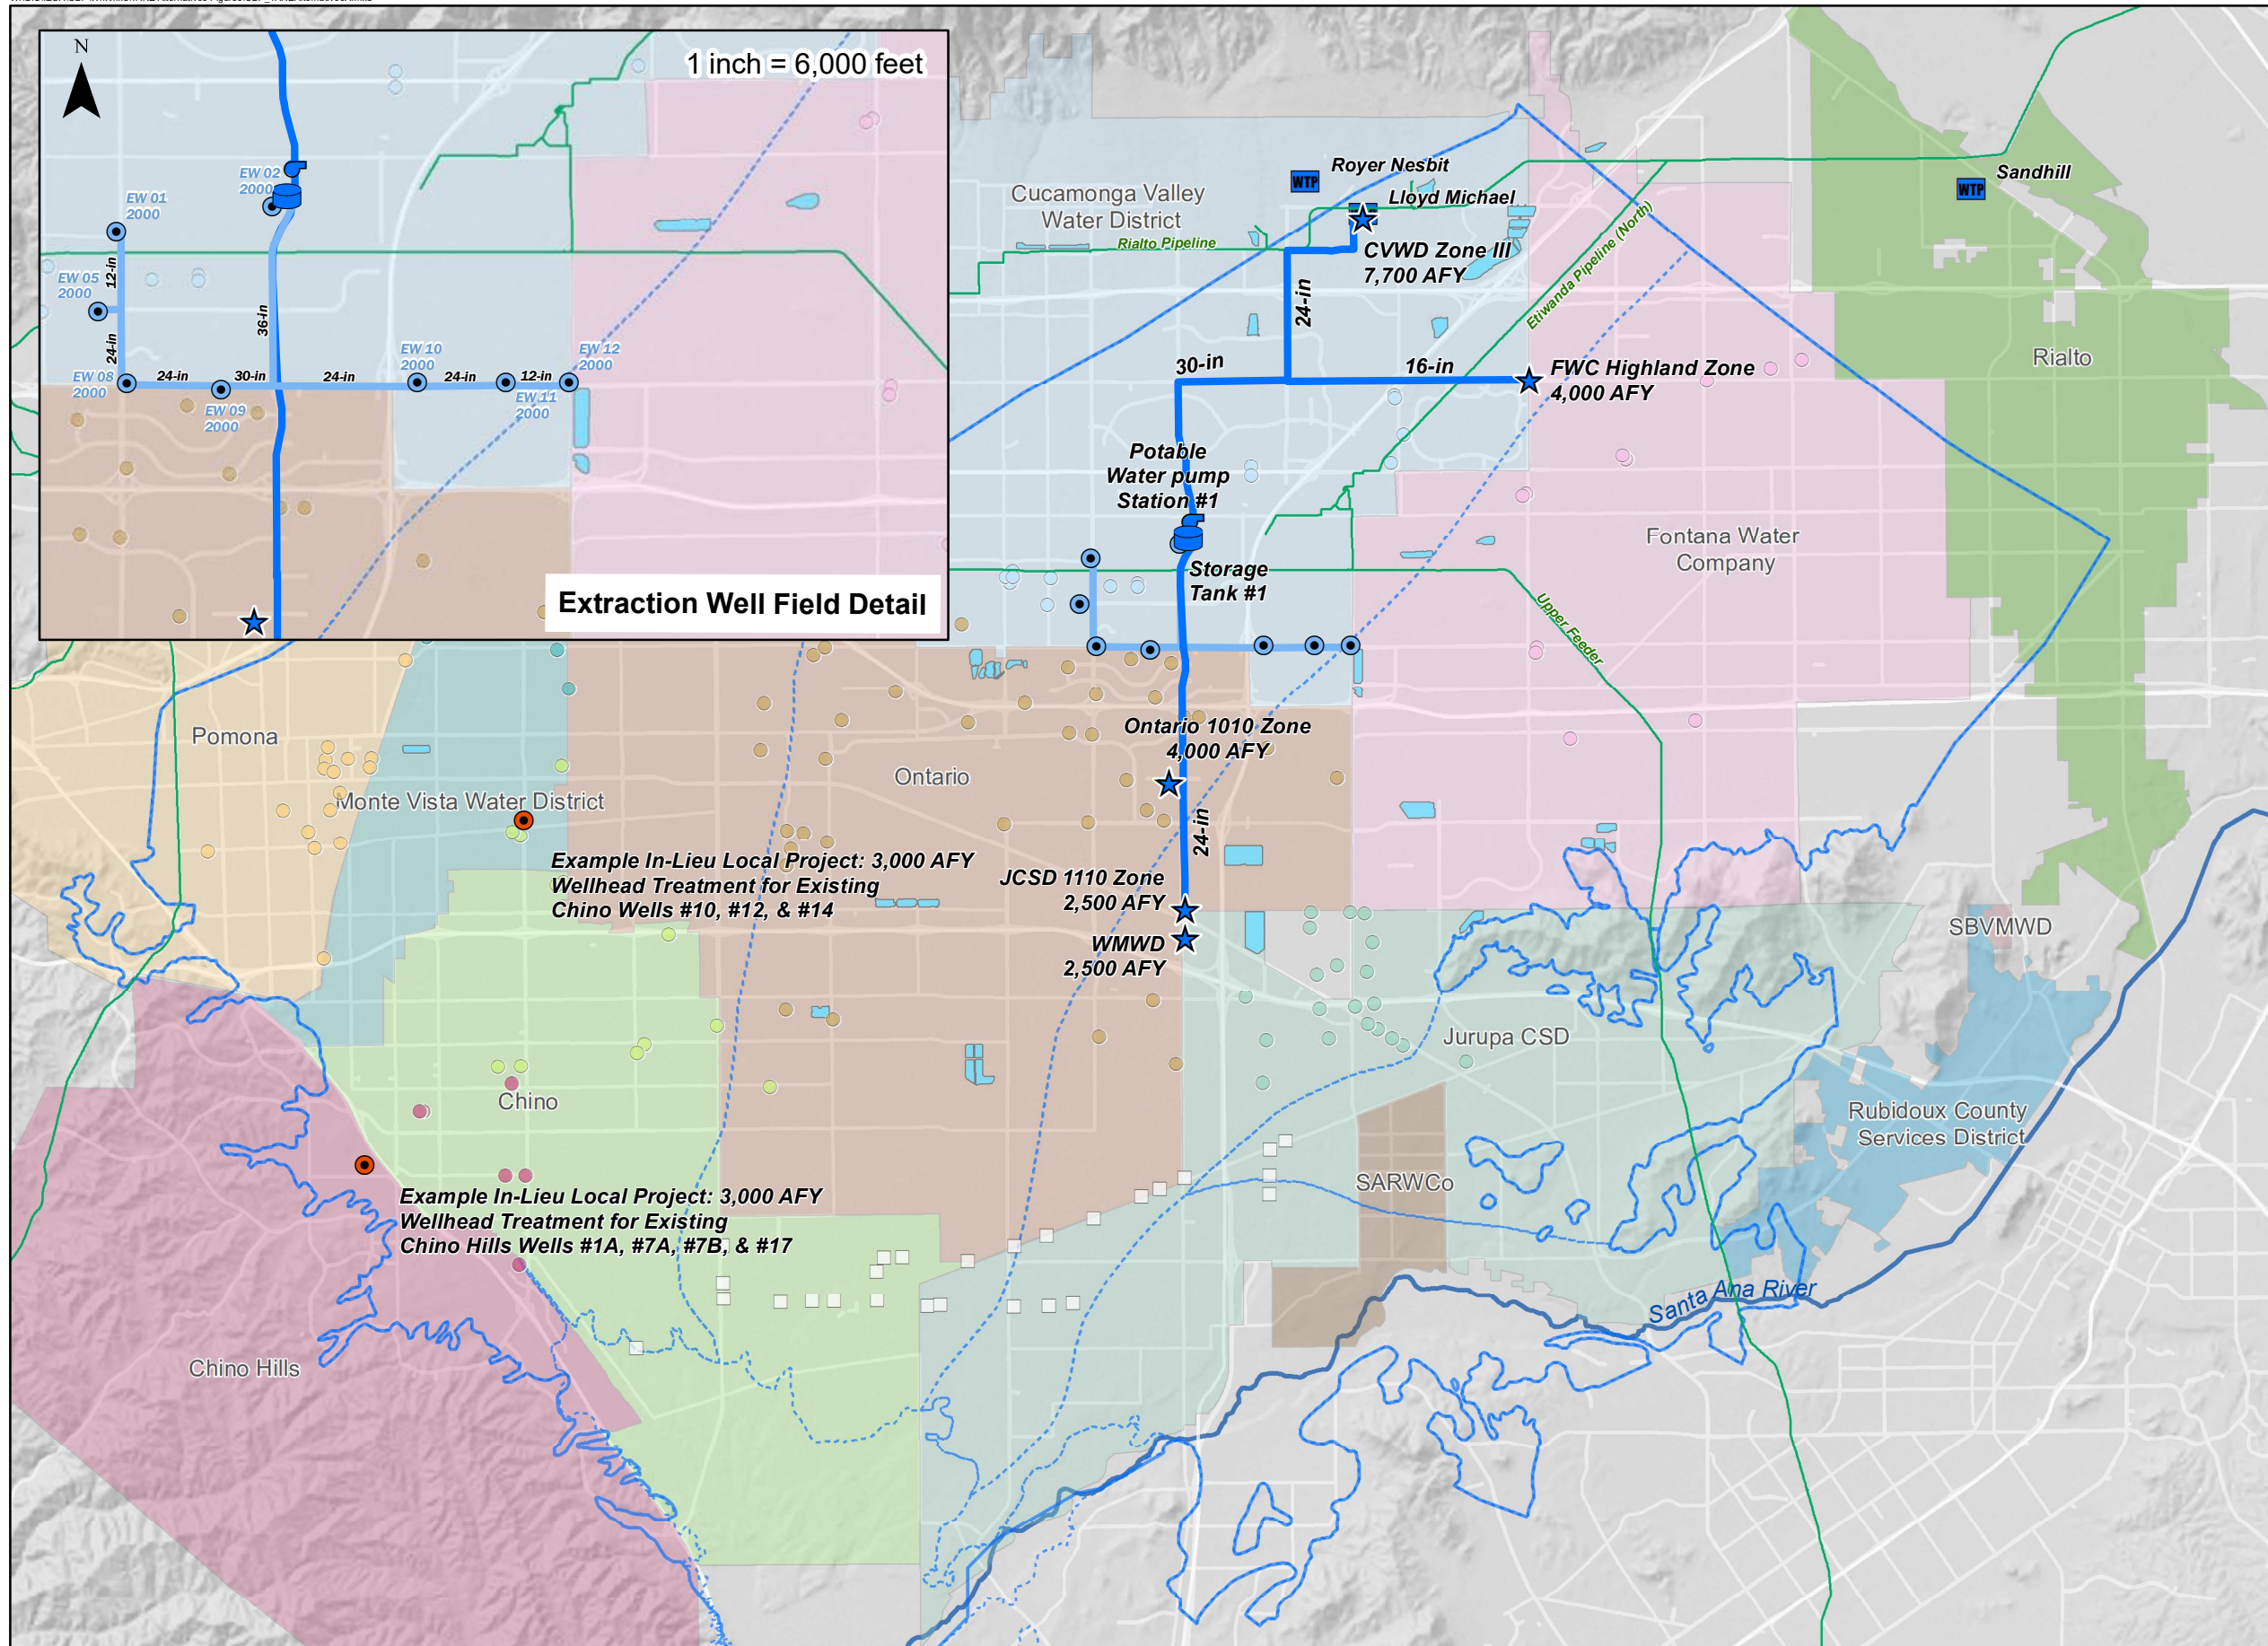 N
1 inch = 6,000 feet
EW 01
2000
EW 02
2000
EW 05
2000
12-in
24-in
36-in
EW 08
2000
24-in
30-in
24-in
24-in
12-in
EW 09
2000
EW 10
2000
EW 11
2000
EW 12
2000
Extraction Well Field Detail
Cucamonga Valley
Water District
Rialto Pipeline
WTP
Royer Nesbit
Lloyd Michael
CVWD Zone III
7,700 AFY
WTP
Sandhill
Etiwanda Pipeline (North)
24-in
30-in
16-in
FWC Highland Zone
4,000 AFY
Rialto
Potable
Water pump
Station #1
Storage
Tank #1
Fontana Water
Company
Upper Feeder
Pomona
Monte Vista Water District
Ontario
Ontario 1010 Zone
4,000 AFY
24-in
Example In-Lieu Local Project: 3,000 AFY
Wellhead Treatment for Existing
Chino Wells #10, #12, & #14
JCSD 1110 Zone
2,500 AFY
WMWD
2,500 AFY
SBVMWD
Jurupa CSD
Chino
Rubidoux County
Services District
SARWCo
Example In-Lieu Local Project: 3,000 AFY
Wellhead Treatment for Existing
Chino Hills Wells #1A, #7A, #7B, & #17
Santa Ana River
Chino Hills